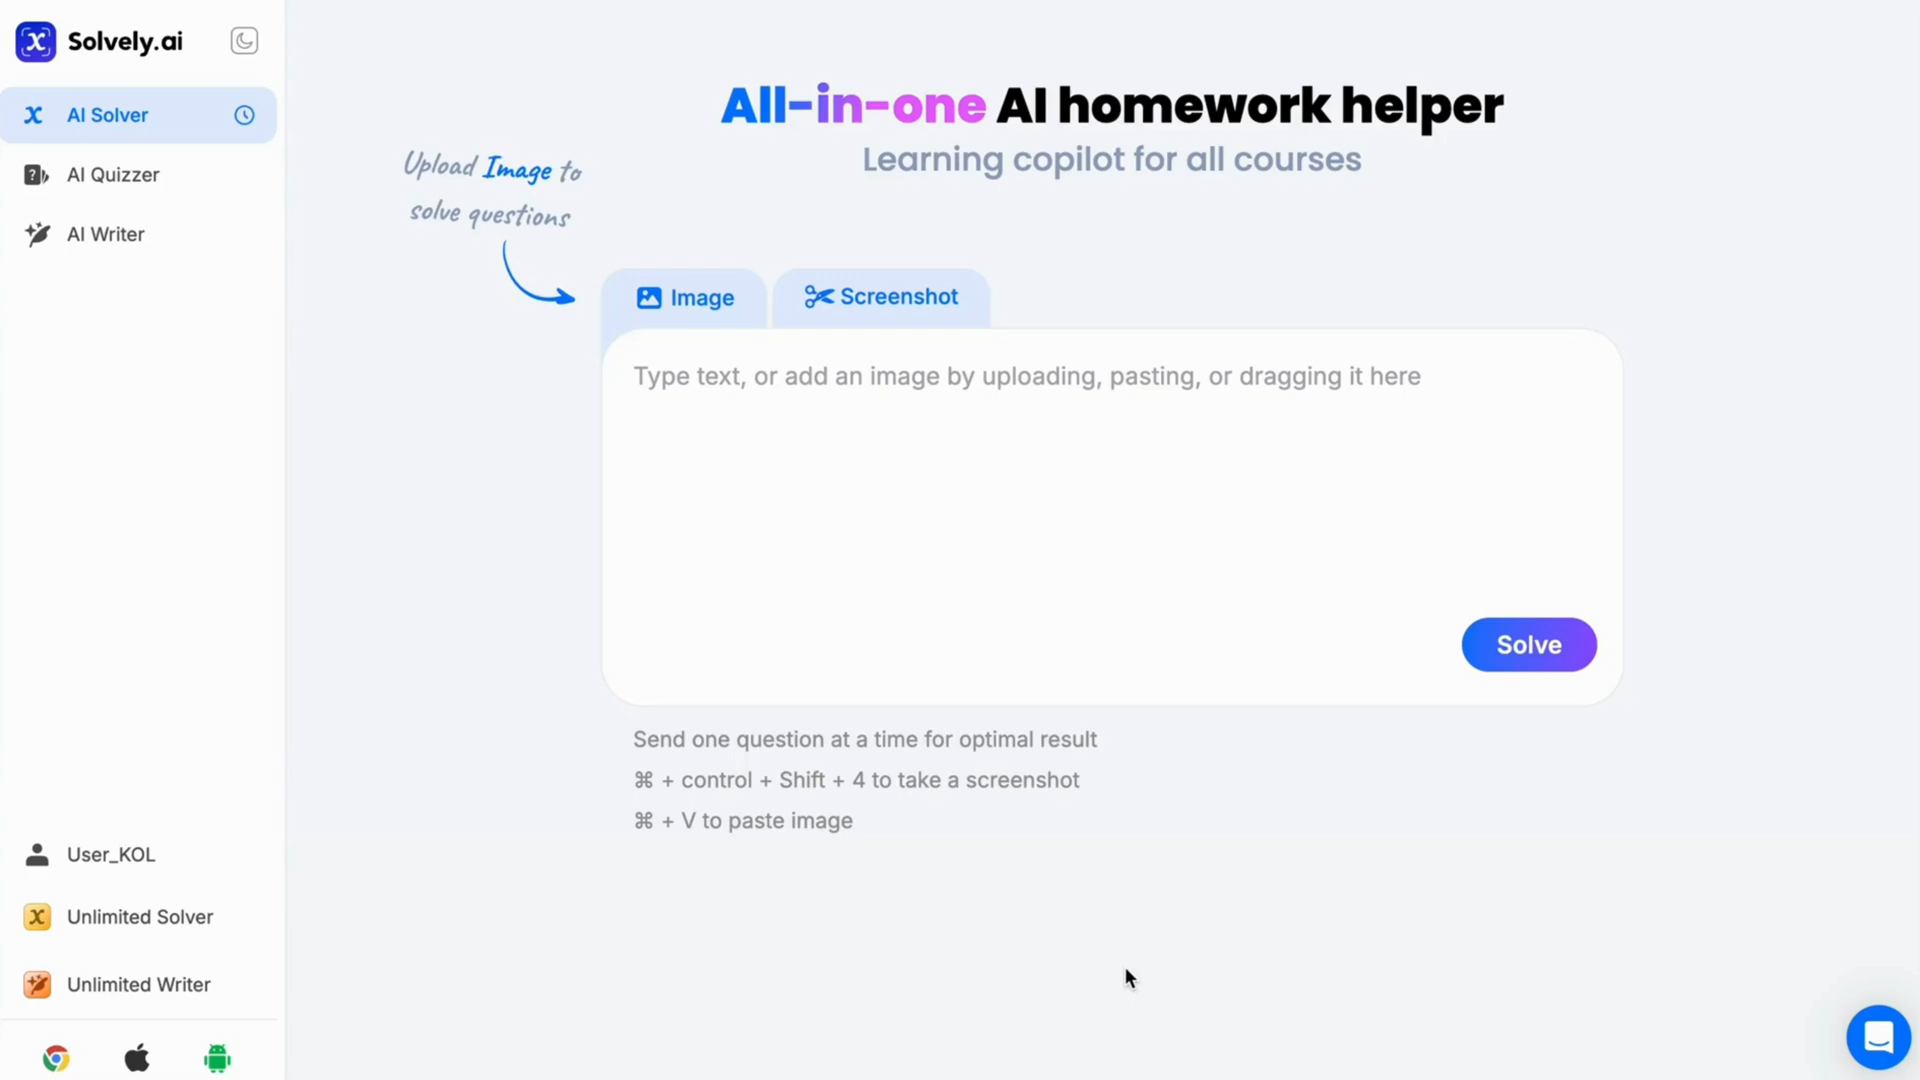 Solvely.ai
AI Solver
AI Quizzer
AI Writer
User_KOL
Unlimited Solver
Unlimited Writer
All-in-one AI homework helper
Learning copilot for all courses
Upload Image to
solve questions
Image
Screenshot
Type text, or add an image by uploading, pasting, or dragging it here
Solve
Send one question at a time for optimal result
⌘ + control + Shift + 4 to take a screenshot
⌘ + V to paste image